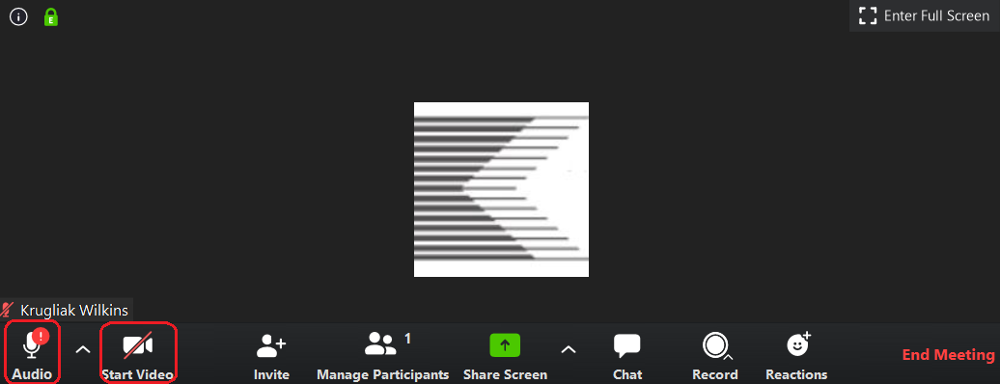 Enter Full Screen
Krugliak Wilkins
1
Audio Start Video Invite Manage Participants Share Screen Chat Record Reactions End Meeting